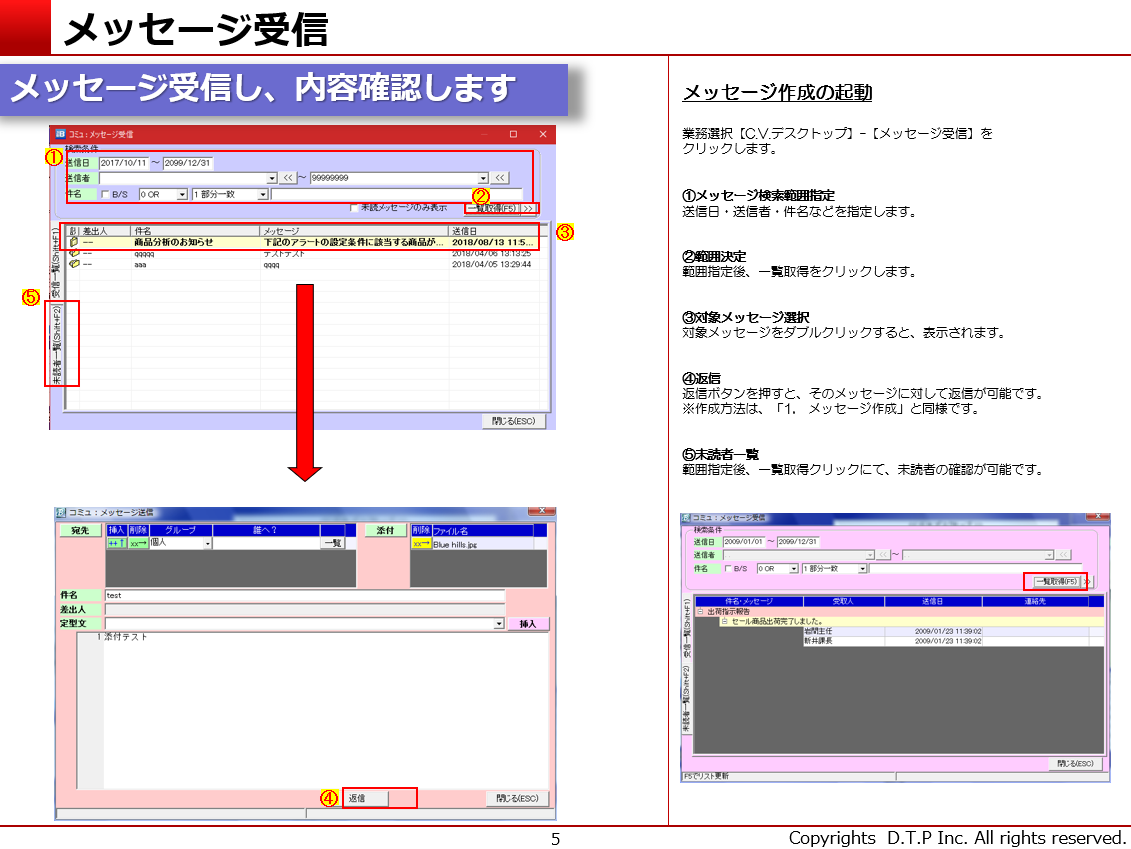 メッセージ受信
メッセージ受信し、内容確認します
コミュ：メッセージ受信
検索条件
①
送信日 2017/10/11 ～ 2099/12/31
送信者 << ～ 99999999 <<
件名 B/S 0 OR 1 部分一致
②
未読メッセージのみ表示 一覧取得(F5) >>
差出人 件名 メッセージ 送信日
③
-- 商品分析のお知らせ 下記のアラートの設定条件に該当する商品が... 2018/08/13 11:5...
-- qqqqq テストテスト 2018/04/06 13:13:25
-- aaa qqqq 2018/04/05 13:29:44
受信一覧(Shift+F1)
⑤
未読者一覧(Shift+F2)
閉じる(ESC)
コミュ：メッセージ送信
宛先 挿入 削除 グループ 誰へ？ 添付 削除 ファイル名
++↑ xx→ 個人 一覧 xx→ Blue hills.jpg
件名 test
差出人
定型文 挿入
1 添付テスト
④ 返信 閉じる(ESC)
メッセージ作成の起動
業務選択【C.V.デスクトップ】-【メッセージ受信】を
クリックします。
①メッセージ検索範囲指定
送信日・送信者・件名などを指定します。
②範囲決定
範囲指定後、一覧取得をクリックします。
③対象メッセージ選択
対象メッセージをダブルクリックすると、表示されます。
④返信
返信ボタンを押すと、そのメッセージに対して返信が可能です。
※作成方法は、「1．　メッセージ作成」と同様です。
⑤未読者一覧
範囲指定後、一覧取得クリックにて、未読者の確認が可能です。
コミュ：メッセージ受信
検索条件
送信日 2009/01/01 ～ 2099/12/31
送信者 << ～ <<
件名 B/S 0 OR 1 部分一致
一覧取得(F5) >>
件名・メッセージ 受取人 送信日 連絡先
出荷指示報告
セール商品出荷完了しました。
岩間主任 2009/01/23 11:39:02
新井課長 2009/01/23 11:39:02
受信一覧(Shift+F1)
未読者一覧(Shift+F2)
閉じる(ESC)
F5でリスト更新
5
Copyrights D.T.P Inc. All rights reserved.